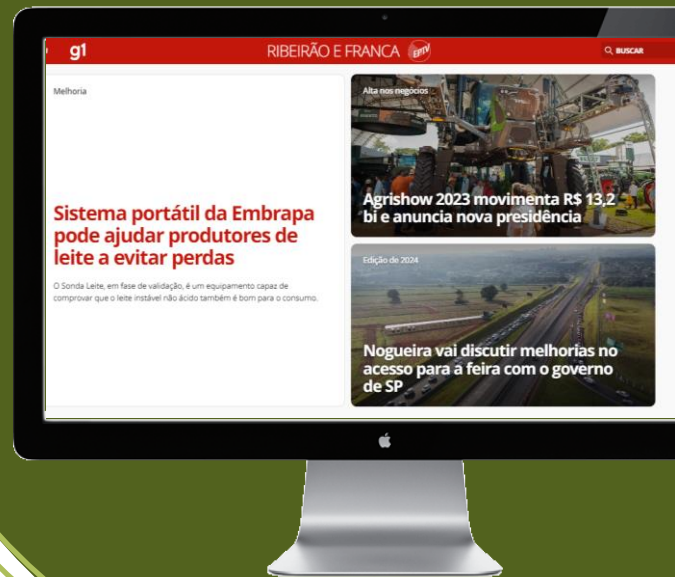 g1
RIBEIRÃO E FRANCA EPTV
BUSCAR
Melhoria
Sistema portátil da Embrapa
pode ajudar produtores de
leite a evitar perdas
O Sonda Leite, em fase de validação, é um equipamento capaz de
comprovar que o leite instável não ácido também é bom para o consumo.
Alta nos negócios
Agrishow 2023 movimenta R$ 13,2
bi e anuncia nova presidência
Edição de 2024
Nogueira vai discutir melhorias no
acesso para a feira com o governo
de SP